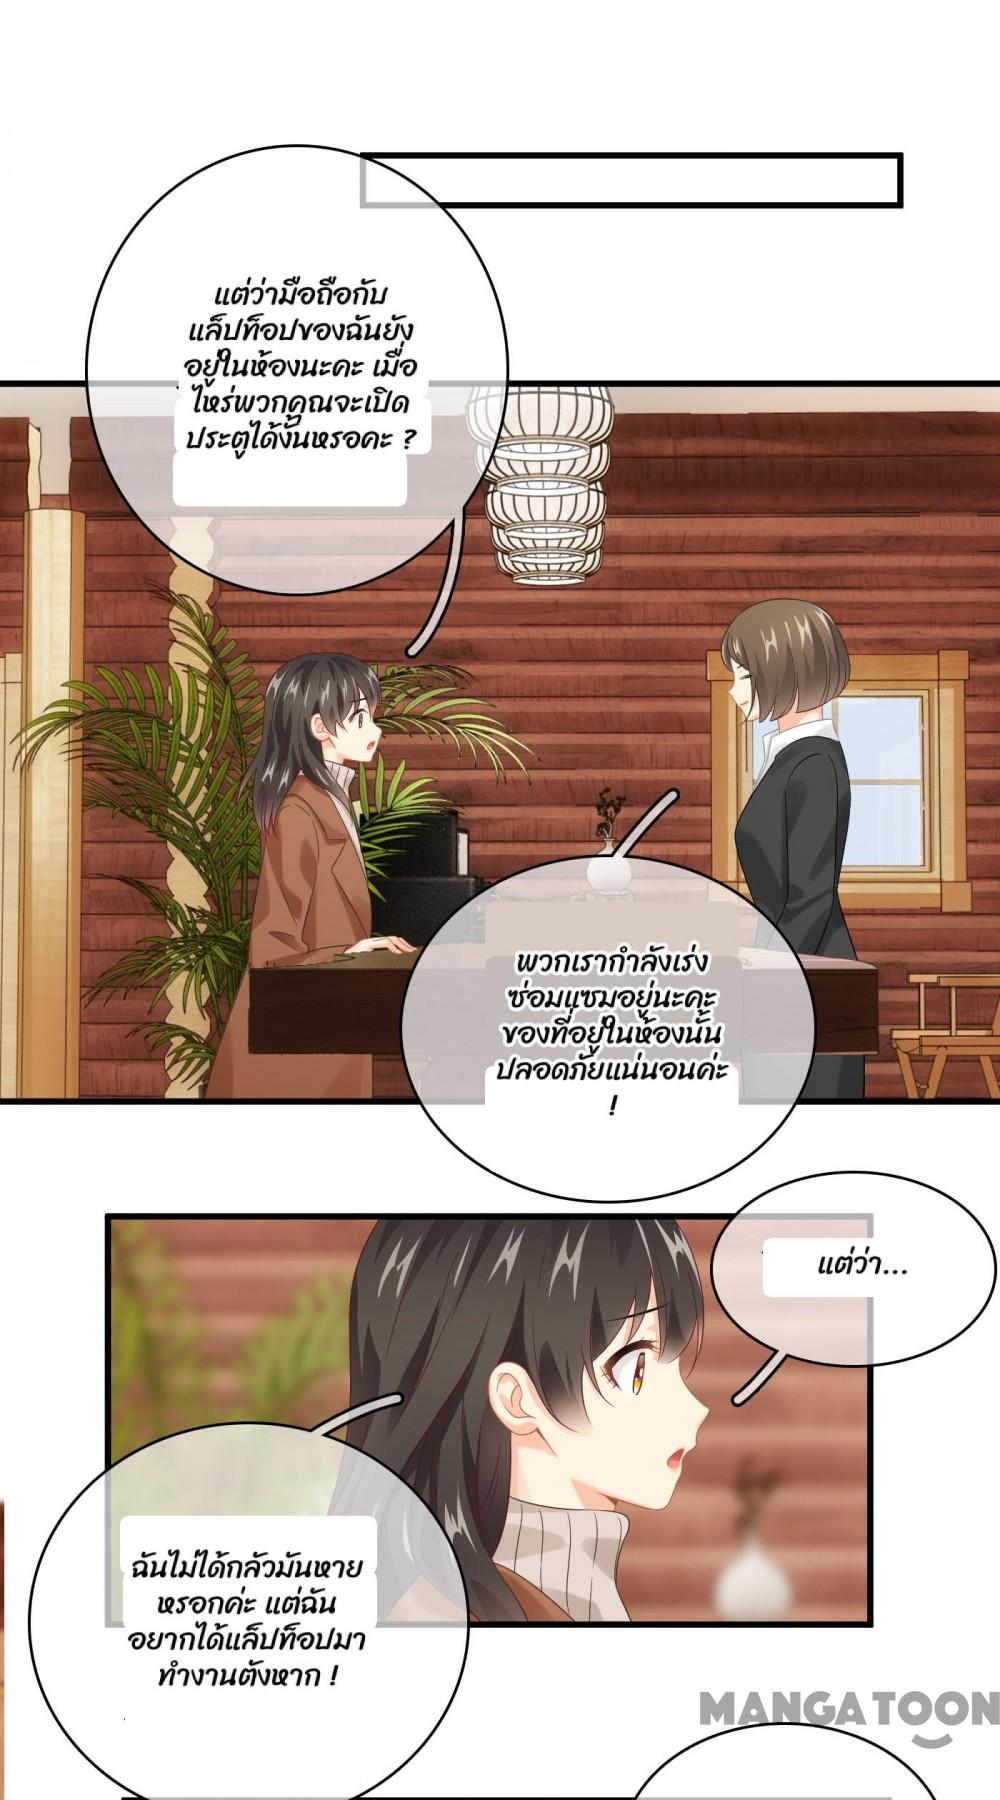 แต่ว่ามือถือกับ
แล็ปท็อปของฉันยัง
อยู่ในห้องนะคะ เมื่อ
ไหร่พวกคุณจะเปิด
ประตูได้งั้นหรอคะ ?
พวกเรากำลังเร่ง
ซ่อมแซมอยู่นะคะ
ของที่อยู่ในห้องนั้น
ปลอดภัยแน่นอนค่ะ
!
แต่ว่า...
ฉันไม่ได้กลัวมันหาย
หรอกค่ะ แต่ฉัน
อยากได้แล็ปท็อปมา
ทำงานตังหาก !
MANGATOON